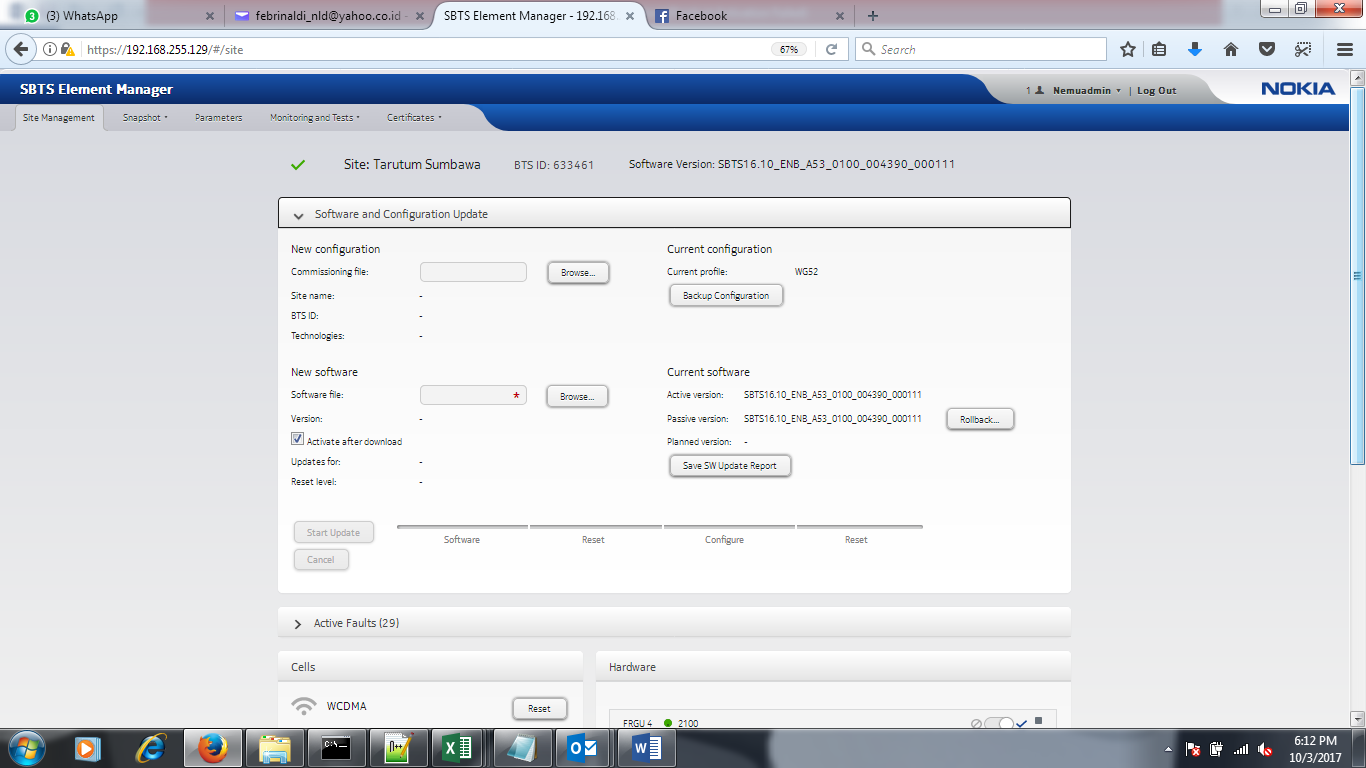 (3) WhatsApp
febrinaldi_nld@yahoo.co.id -
SBTS Element Manager - 192.168.
Facebook
https://192.168.255.129/#/site
67%
Search
SBTS Element Manager
1 Nemuadmin | Log Out
NOKIA
Site Management Snapshot Parameters Monitoring and Tests Certificates
Site: Tarutum Sumbawa BTS ID: 633461 Software Version: SBTS16.10_ENB_A53_0100_004390_000111
Software and Configuration Update
New configuration
Commissioning file: Browse...
Site name: -
BTS ID: -
Technologies: -
Current configuration
Current profile: WG52
Backup Configuration
New software
Software file: * Browse...
Version: -
Activate after download
Updates for: -
Reset level: -
Current software
Active version: SBTS16.10_ENB_A53_0100_004390_000111
Passive version: SBTS16.10_ENB_A53_0100_004390_000111 Rollback...
Planned version: -
Save SW Update Report
Start Update
Cancel
Software Reset Configure Reset
Active Faults (29)
Cells
WCDMA Reset
Hardware
FRGU 4 2100
C:\.
6:12 PM
10/3/2017